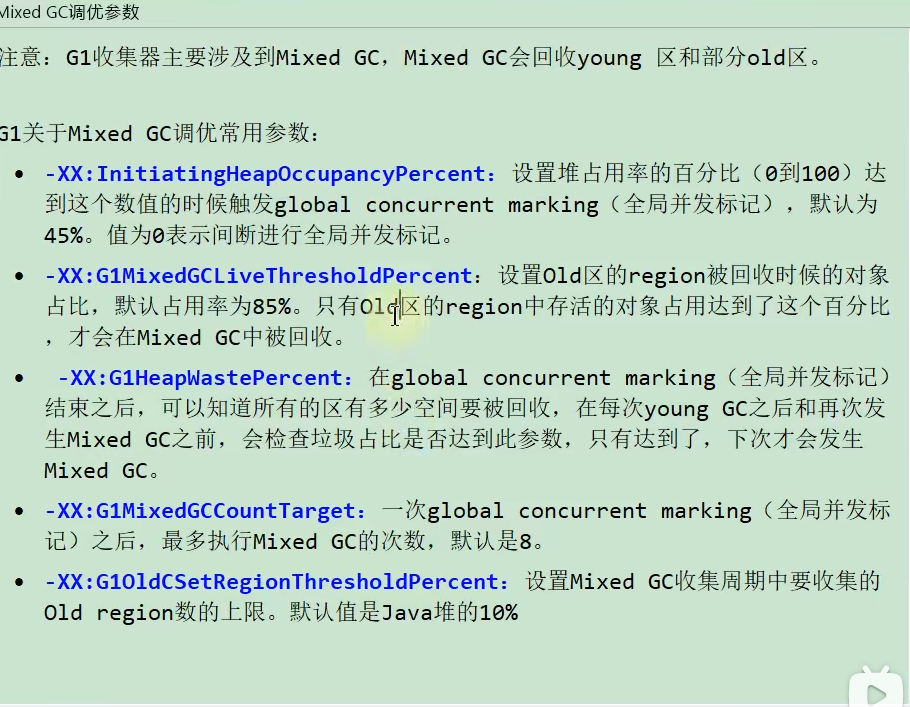 Mixed GC调优参数
注意：G1收集器主要涉及到Mixed GC，Mixed GC会回收young 区和部分old区。
G1关于Mixed GC调优常用参数：
• -XX:InitiatingHeapOccupancyPercent：设置堆占用率的百分比（0到100）达
到这个数值的时候触发global concurrent marking（全局并发标记），默认为
45%。值为0表示间断进行全局并发标记。
• -XX:G1MixedGCLiveThresholdPercent：设置Old区的region被回收时候的对象
占比，默认占用率为85%。只有Old区的region中存活的对象占用达到了这个百分比
，才会在Mixed GC中被回收。
• -XX:G1HeapWastePercent：在global concurrent marking（全局并发标记）
结束之后，可以知道所有的区有多少空间要被回收，在每次young GC之后和再次发
生Mixed GC之前，会检查垃圾占比是否达到此参数，只有达到了，下次才会发生
Mixed GC。
• -XX:G1MixedGCCountTarget：一次global concurrent marking（全局并发标
记）之后，最多执行Mixed GC的次数，默认是8。
• -XX:G1OldCSetRegionThresholdPercent：设置Mixed GC收集周期中要收集的
Old region数的上限。默认值是Java堆的10%